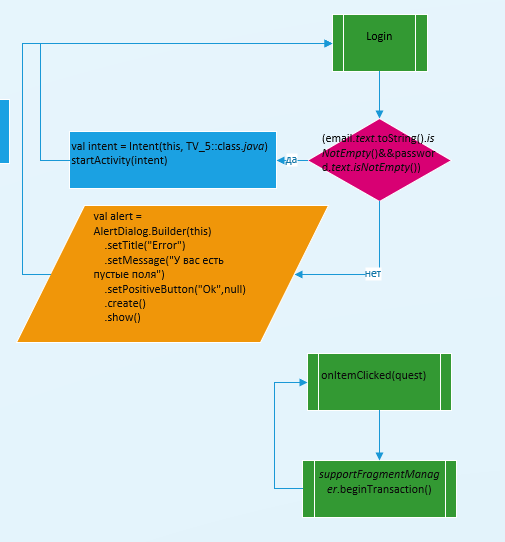 Login
(email.text.toString().is
NotEmpty()&&passwor
d.text.isNotEmpty())
да
val intent = Intent(this, TV_5::class.java)
startActivity(intent)
val alert =
AlertDialog.Builder(this)
.setTitle("Error")
.setMessage("У вас есть
пустые поля")
.setPositiveButton("Ok",null)
.create()
.show()
нет
onItemClicked(quest)
supportFragmentManag
er.beginTransaction()